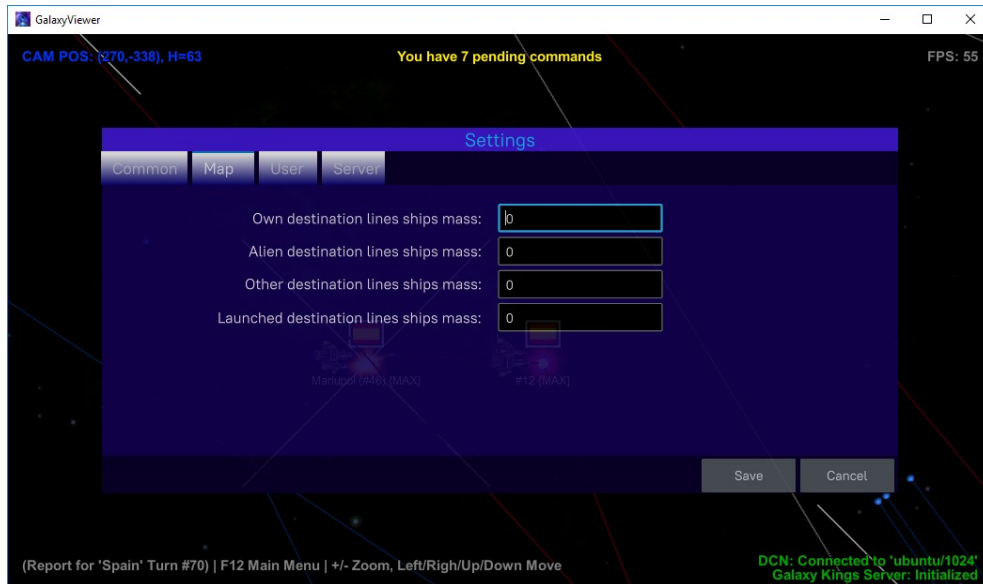 GalaxyViewer
CAM POS: (270,-338), H=63
You have 7 pending commands
FPS: 55
Settings
Common
Map
User
Server
Own destination lines ships mass:
0
Alien destination lines ships mass:
0
Other destination lines ships mass:
0
Launched destination lines ships mass:
0
Mariupol (#46) {MAX}
#12 {MAX}
Save
Cancel
(Report for 'Spain' Turn #70) | F12 Main Menu | +/- Zoom, Left/Righ/Up/Down Move
DCN: Connected to 'ubuntu/1024'
Galaxy Kings Server: Initialized